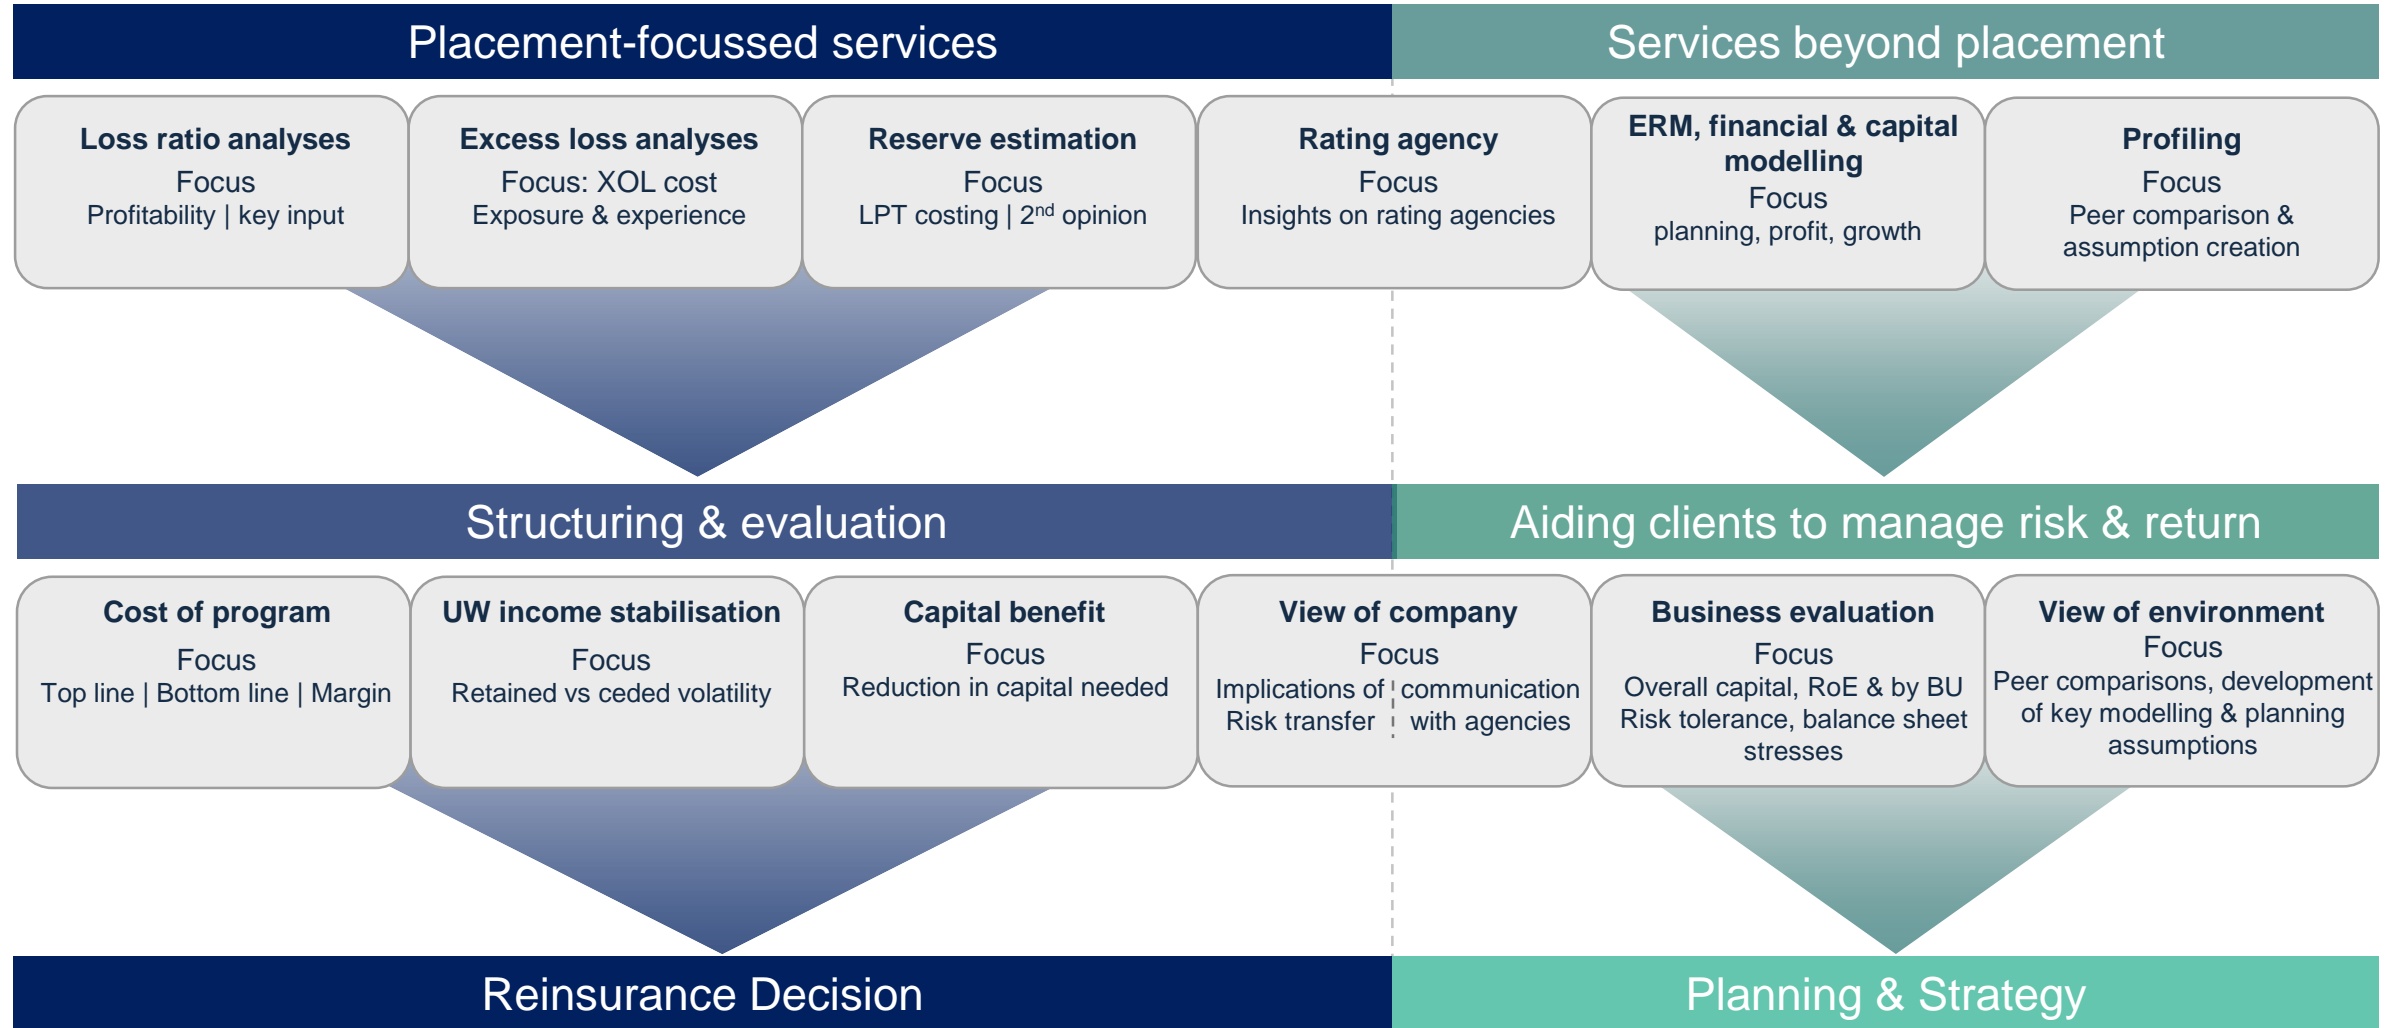 Placement-focussed services
Services beyond placement
Loss ratio analyses
Focus
Profitability | key input
Excess loss analyses
Focus: XOL cost
Exposure & experience
Reserve estimation
Focus
LPT costing | 2nd opinion
Rating agency
Focus
Insights on rating agencies
ERM, financial & capital
modelling
Focus
planning, profit, growth
Profiling
Focus
Peer comparison &
assumption creation
Structuring & evaluation
Aiding clients to manage risk & return
Cost of program
Focus
Top line | Bottom line | Margin
UW income stabilisation
Focus
Retained vs ceded volatility
Capital benefit
Focus
Reduction in capital needed
View of company
Focus
Implications of
Risk transfer
communication
with agencies
Business evaluation
Focus
Overall capital, RoE & by BU
Risk tolerance, balance sheet
stresses
View of environment
Focus
Peer comparisons, development
of key modelling & planning
assumptions
Reinsurance Decision
Planning & Strategy